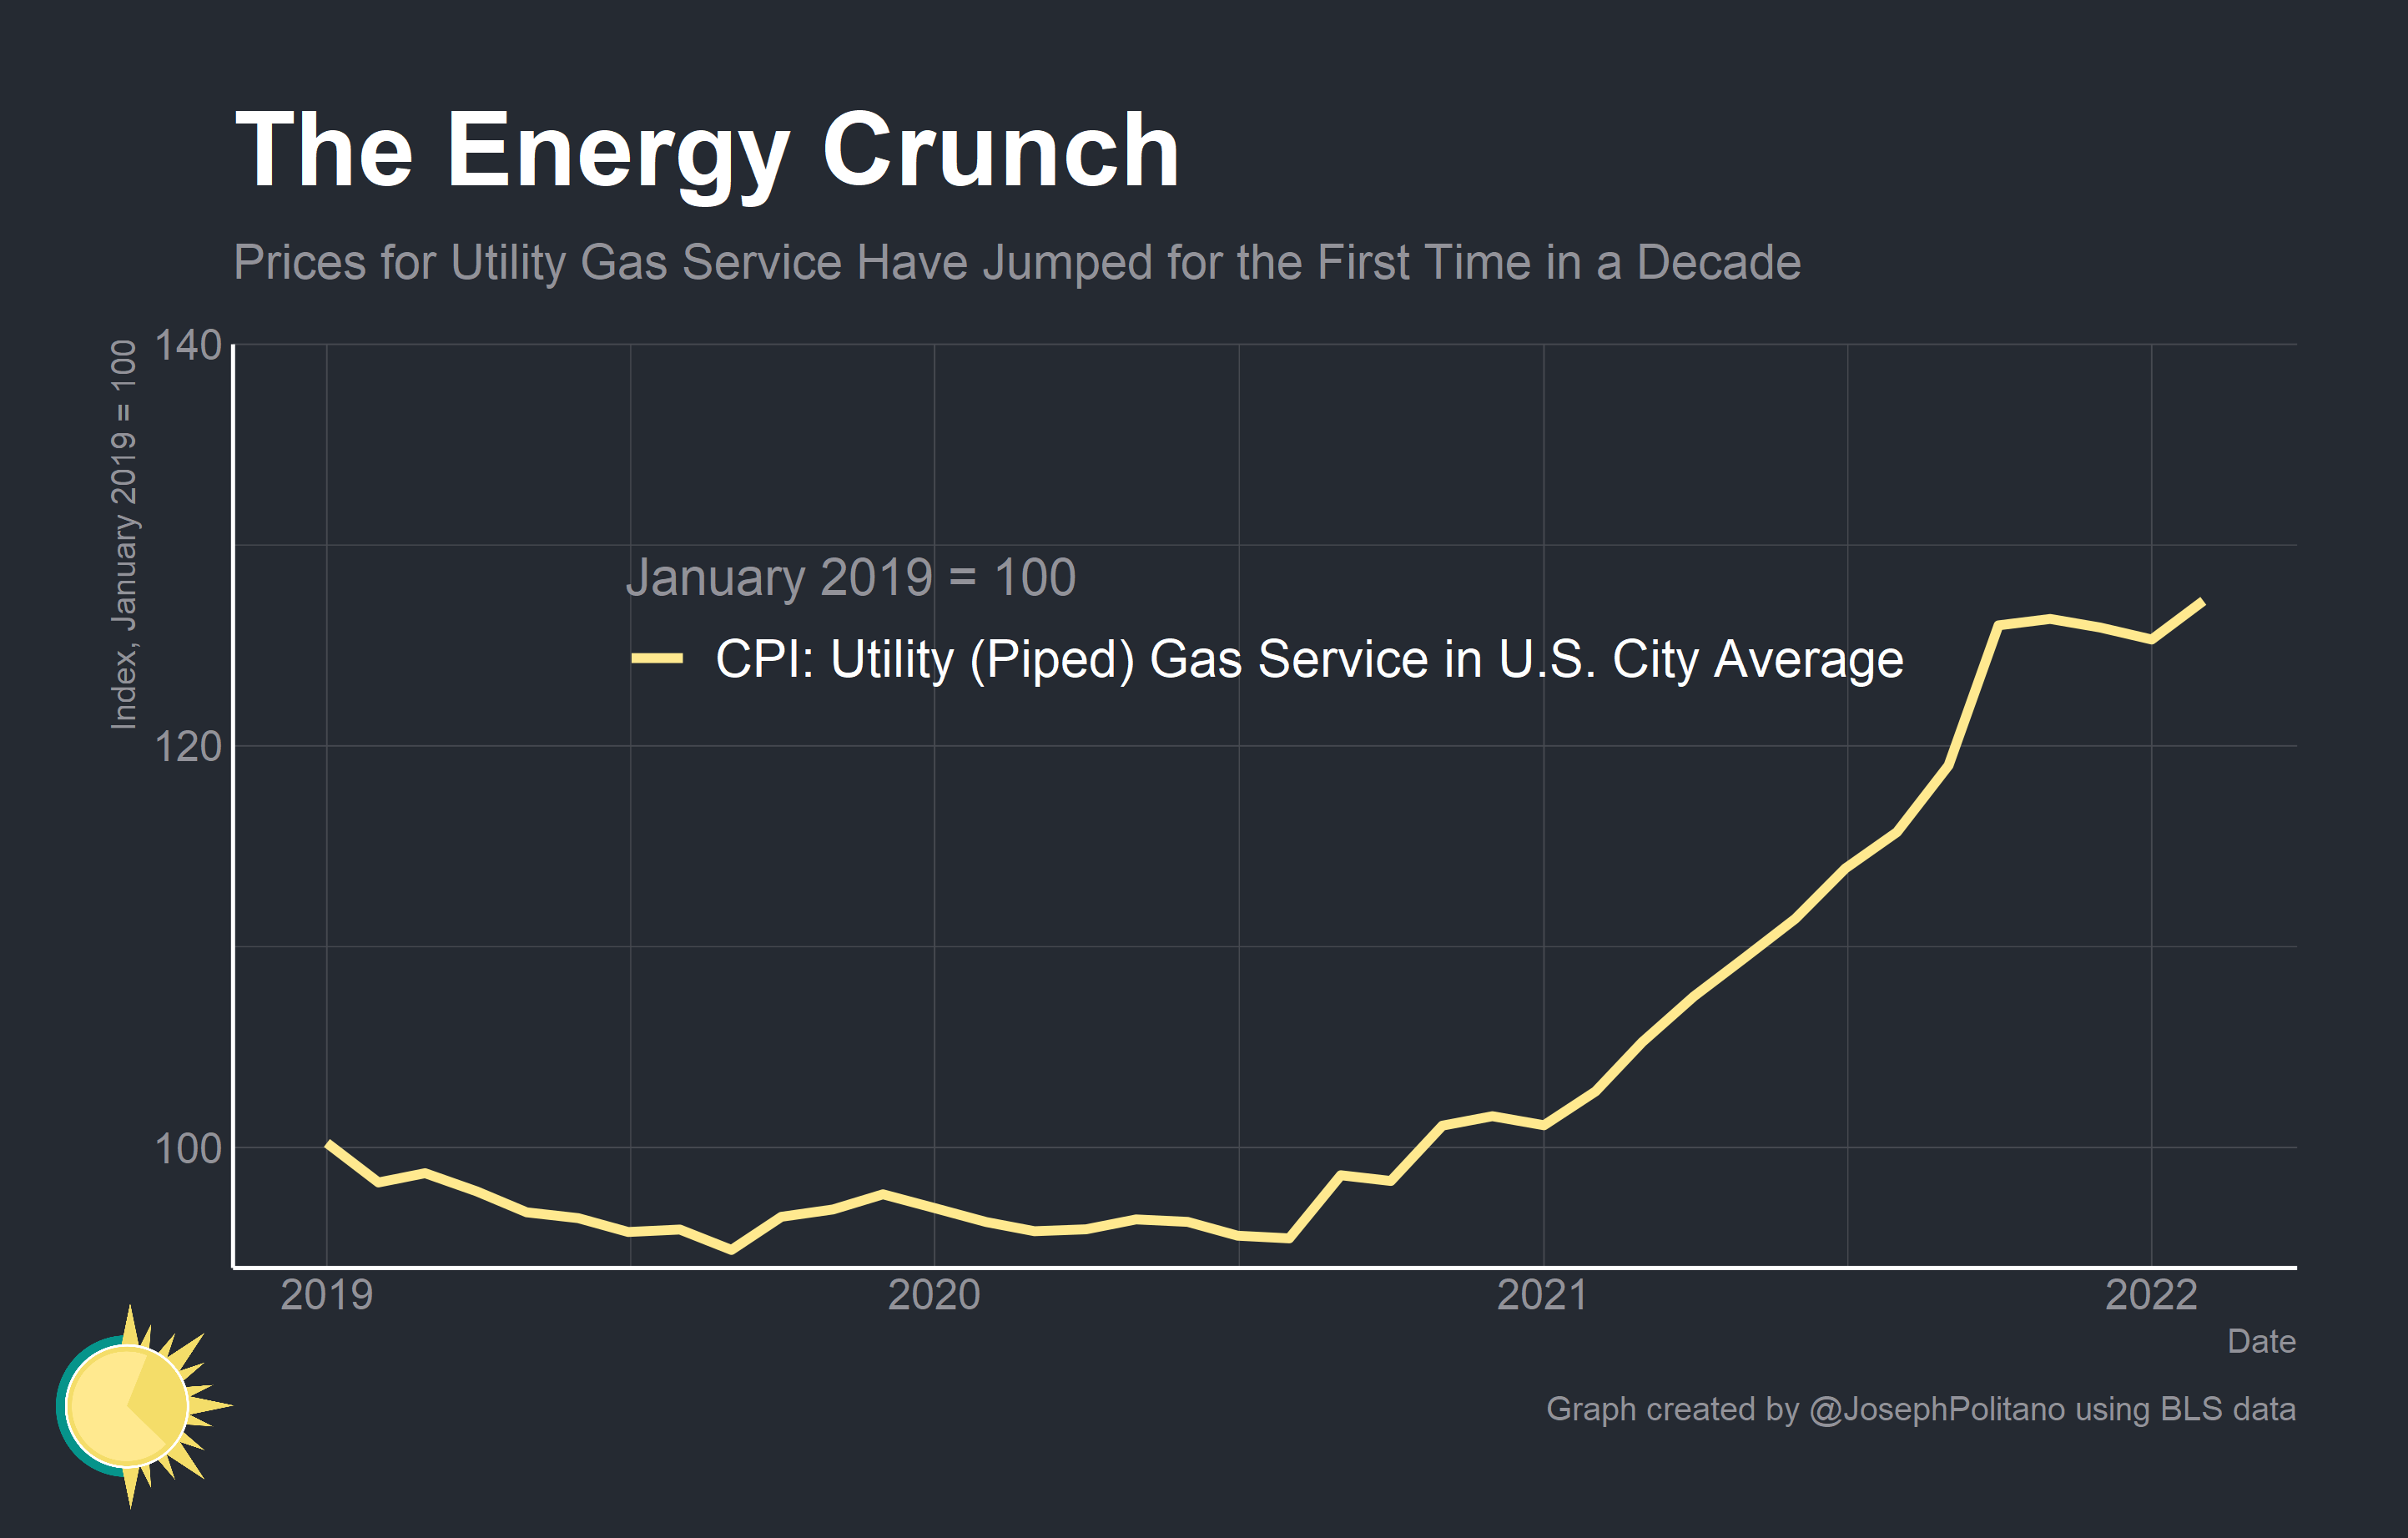 The Energy Crunch
Prices for Utility Gas Service Have Jumped for the First Time in a Decade
Index, January 2019 = 100
140
120
100
January 2019 = 100
CPI: Utility (Piped) Gas Service in U.S. City Average
2019 2020 2021 2022
Date
Graph created by @JosephPolitano using BLS data